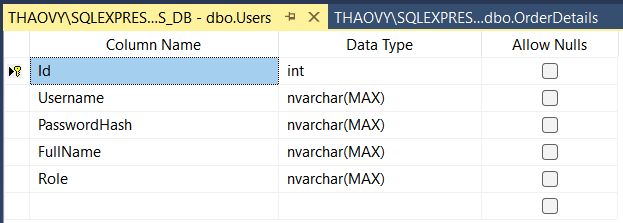 THAOVY\SQLEXPRES...S_DB - dbo.Users THAOVY\SQLEXPRES...dbo.OrderDetails
Column Name Data Type Allow Nulls
Id int
Username nvarchar(MAX)
PasswordHash nvarchar(MAX)
FullName nvarchar(MAX)
Role nvarchar(MAX)